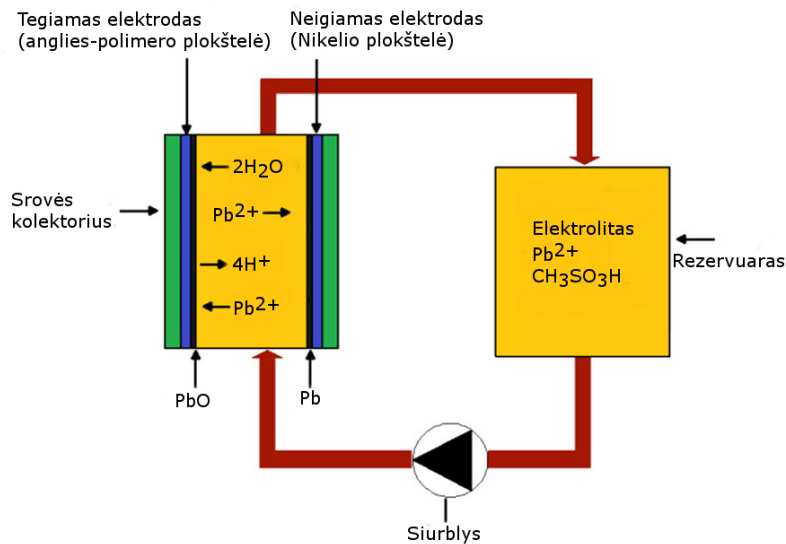 Tegiamas elektrodas
(anglies-polimero plokštelė)
Neigiamas elektrodas
(Nikelio plokštelė)
2H2O
Pb2+
4H+
Pb2+
Srovės
kolektorius
Elektrolitas
Pb2+
CH3SO3H
Rezervuaras
PbO
Pb
Siurblys